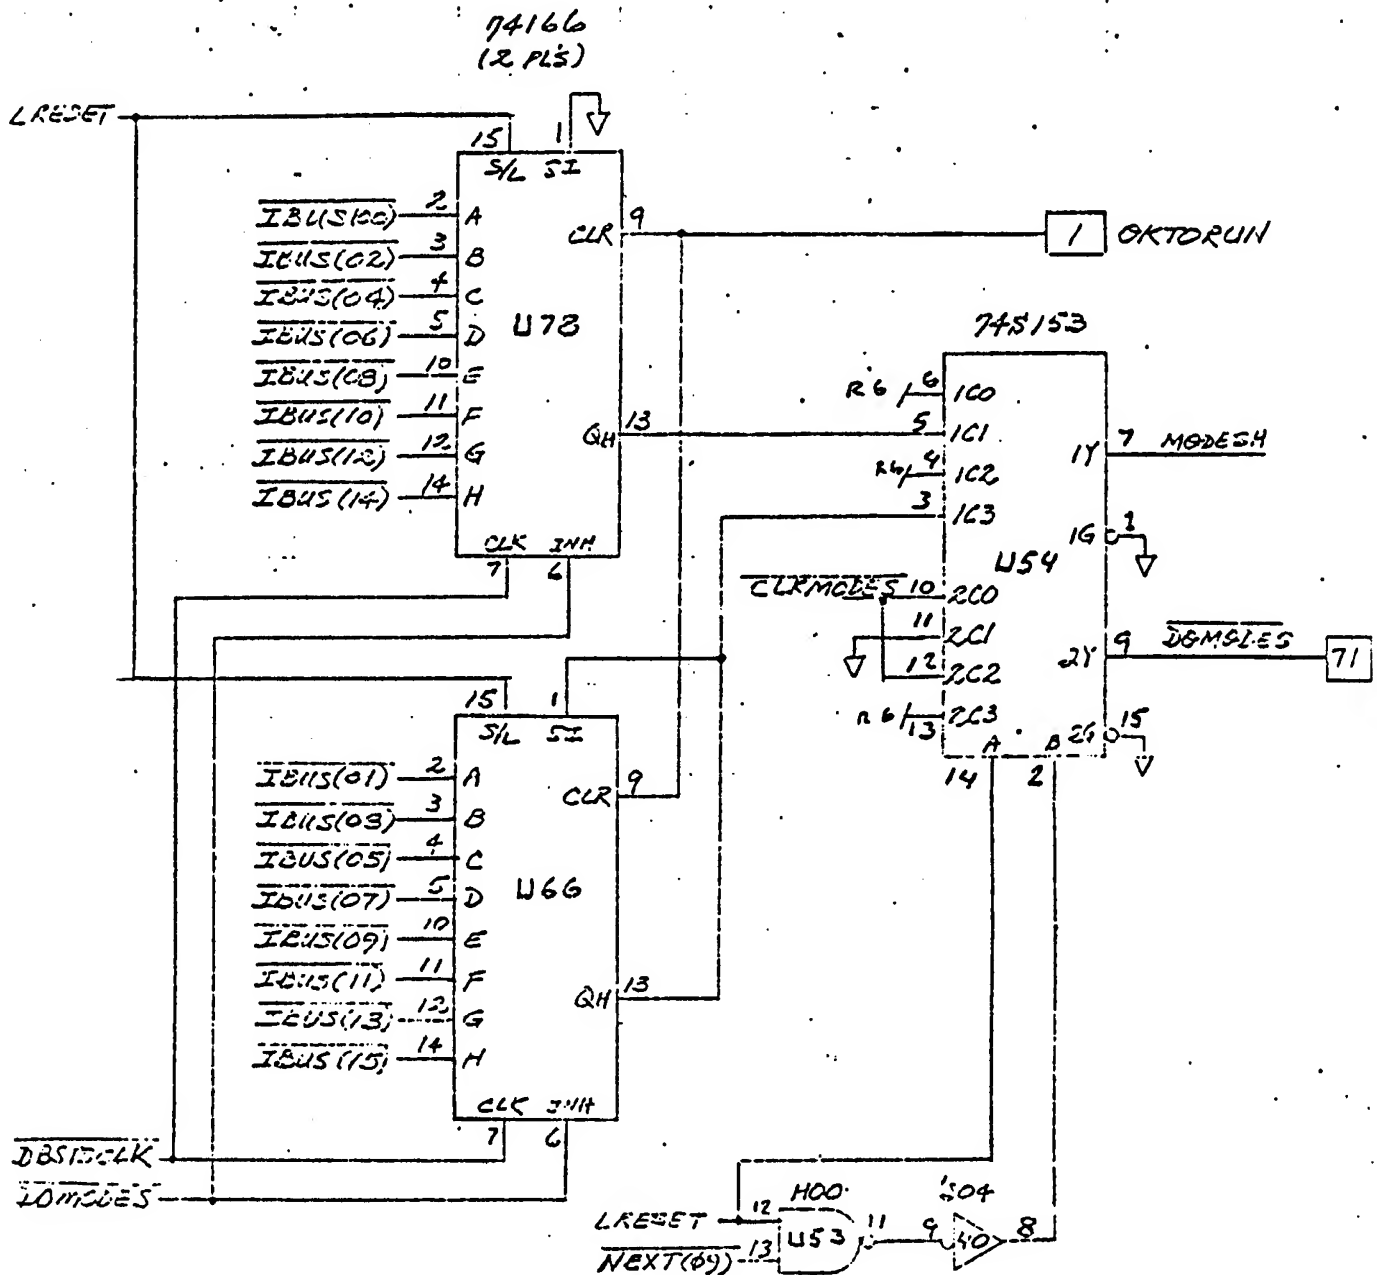 74166
(2 PL'S)
LRESET
15 1
S/L SI
IBUS(00) 2 A
IBUS(02) 3 B
IBUS(04) 4 C
IBUS(06) 5 D
IBUS(08) 10 E
IBUS(10) 11 F
IBUS(12) 12 G
IBUS(14) 14 H
CLR 9
U78
QH 13
CLK INH
7 6
1 OKTORUN
74S153
R6 6 1C0
5 1C1
R6 4 1C2
3 1C3
1Y 7 MODESH
1G 1
U54
CLKMODES 10 2C0
11 2C1
12 2C2
R6 13 2C3
2Y 9 71
2G 15
A B
14 2
15 1
S/L SI
IBUS(01) 2 A
IBUS(03) 3 B
IBUS(05) 4 C
IBUS(07) 5 D
IBUS(09) 10 E
IBUS(11) 11 F
IBUS(13) 12 G
IBUS(15) 14 H
CLR 9
U66
QH 13
CLK INH
7 6
LDMODES
H00 'S04
LRESET 12 U53 11 9 40 8
NEXT(09) 13